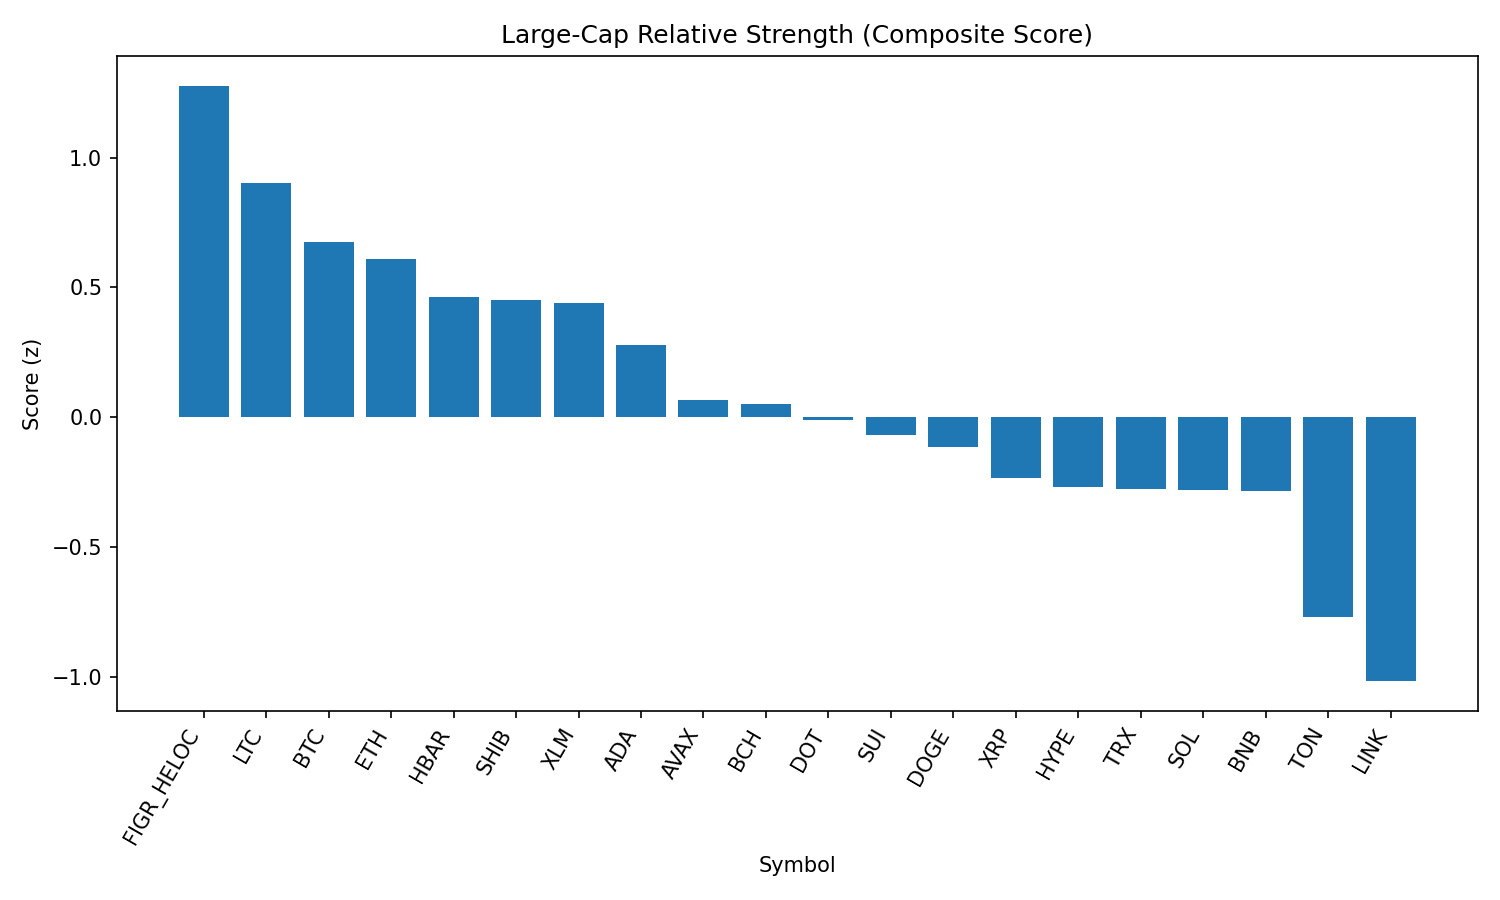 Large-Cap Relative Strength (Composite Score)
1.0
0.5
0.0
−0.5
−1.0
Score (z)
FIGR_HELOC
LTC
BTC
ETH
HBAR
SHIB
XLM
ADA
AVAX
BCH
DOT
SUI
DOGE
XRP
HYPE
TRX
SOL
BNB
TON
LINK
Symbol